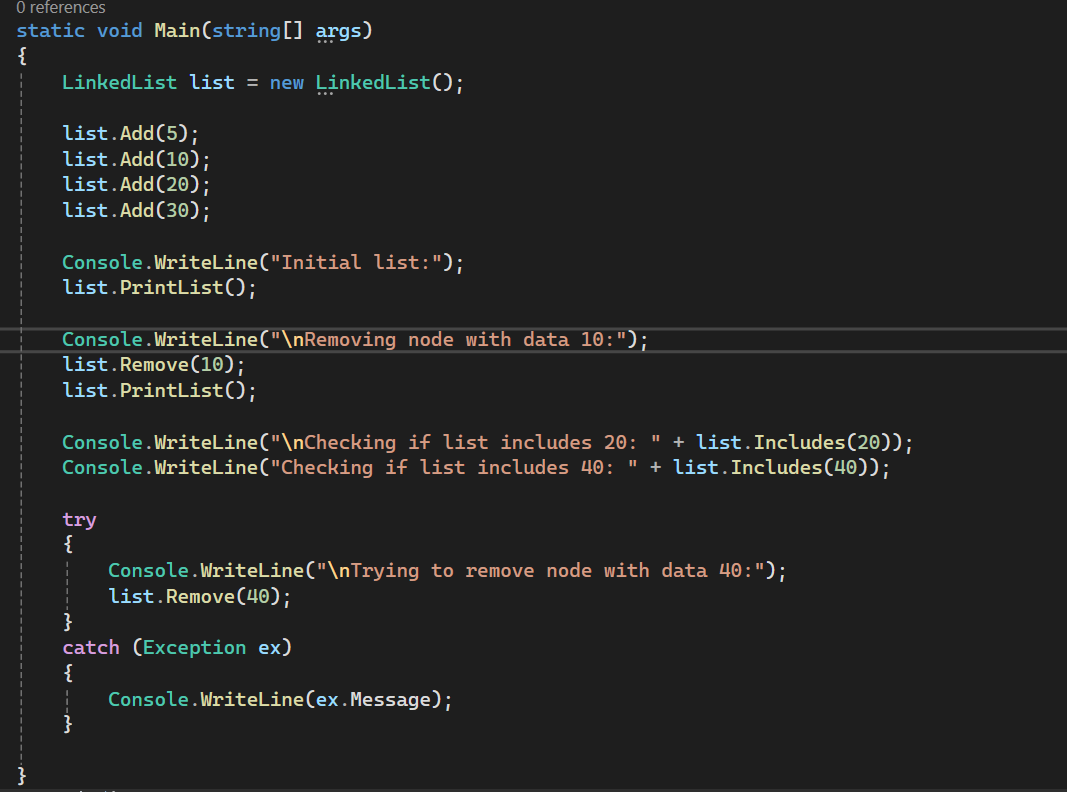 0 references
static void Main(string[] args)
{
    LinkedList list = new LinkedList();

    list.Add(5);
    list.Add(10);
    list.Add(20);
    list.Add(30);

    Console.WriteLine("Initial list:");
    list.PrintList();

    Console.WriteLine("\nRemoving node with data 10:");
    list.Remove(10);
    list.PrintList();

    Console.WriteLine("\nChecking if list includes 20: " + list.Includes(20));
    Console.WriteLine("Checking if list includes 40: " + list.Includes(40));

    try
    {
        Console.WriteLine("\nTrying to remove node with data 40:");
        list.Remove(40);
    }
    catch (Exception ex)
    {
        Console.WriteLine(ex.Message);
    }

}